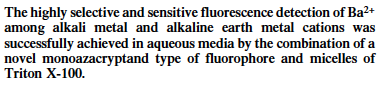 The highly selective and sensitive fluorescence detection of Ba2+
among alkali metal and alkaline earth metal cations was
successfully achieved in aqueous media by the combination of a
novel monoazacryptand type of fluorophore and micelles of
Triton X-100.